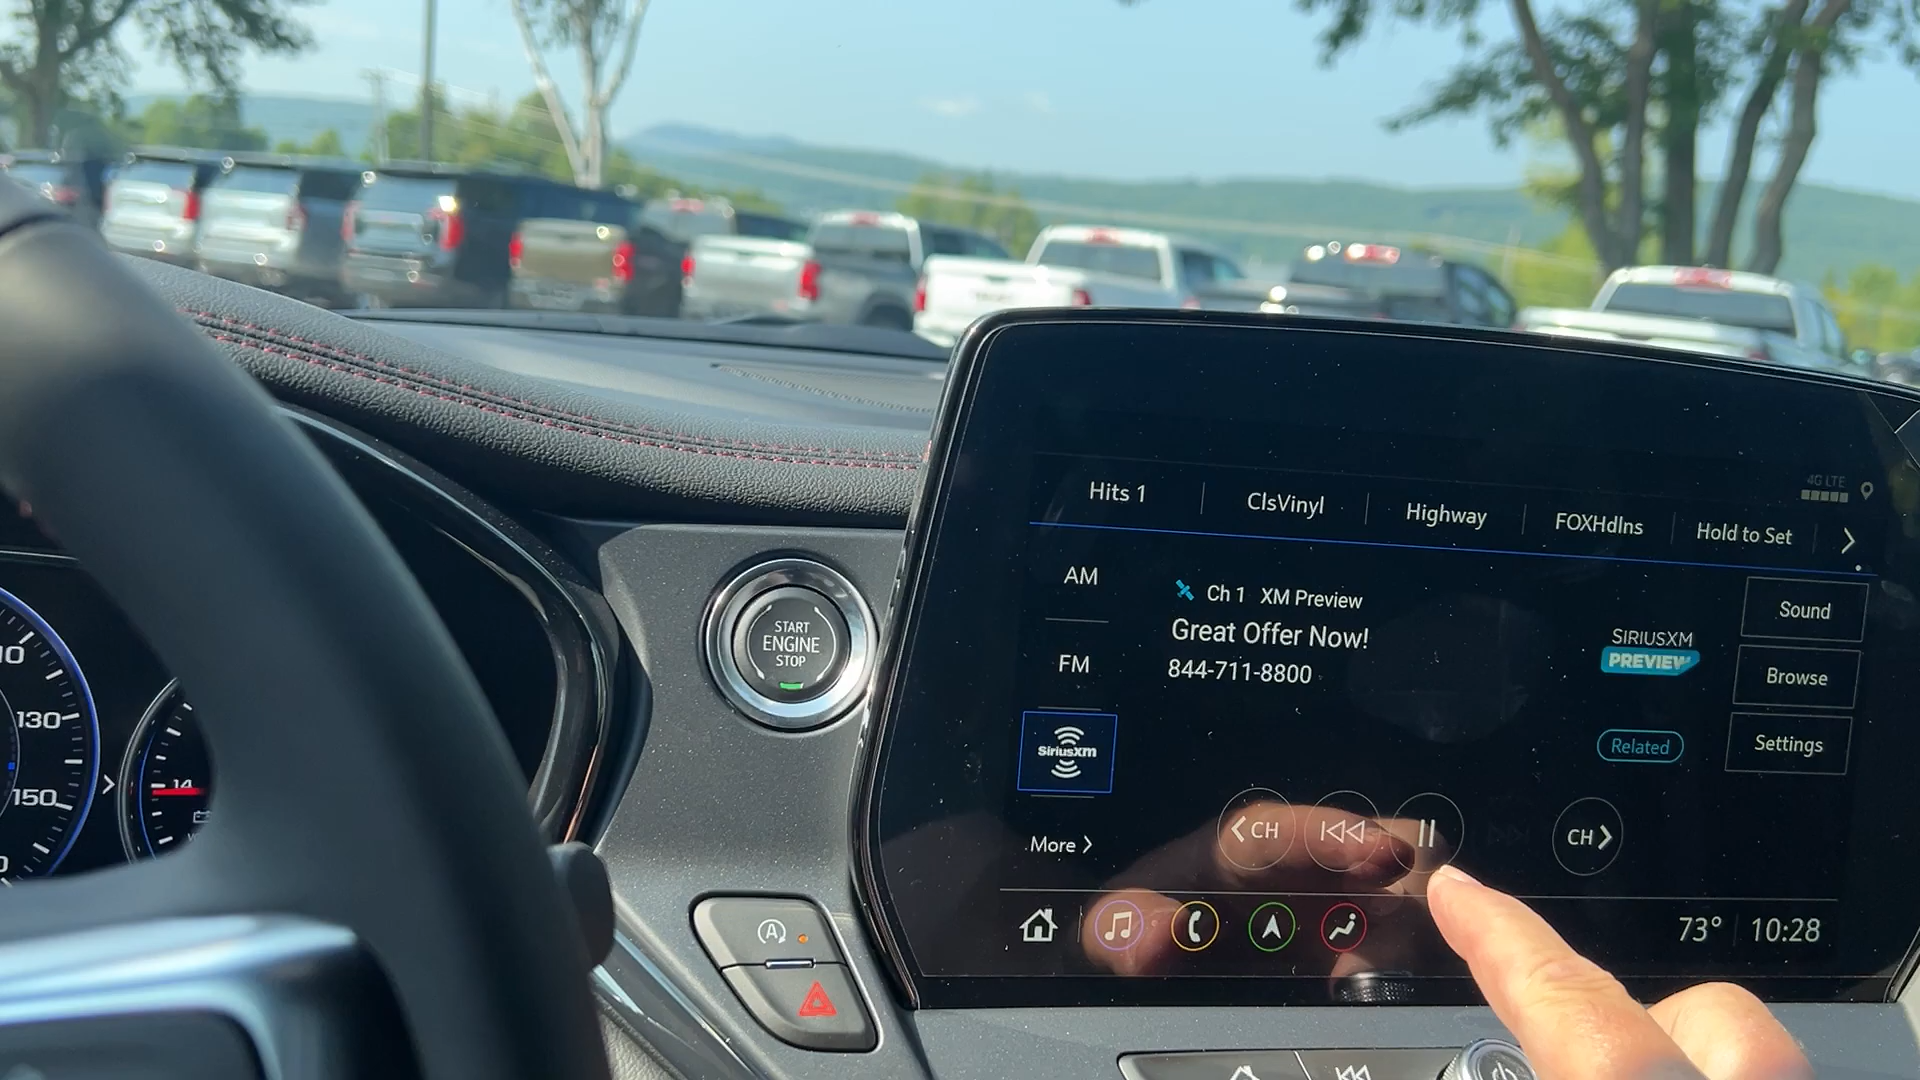 4G LTE
Hits 1
ClsVinyl
Highway
FOXHdlns
Hold to Set
AM
Ch 1 XM Preview
Sound
Great Offer Now!
SIRIUSXM
PREVIEW
FM
844-711-8800
Browse
SiriusXM
Related
Settings
More
CH
CH
73° 10:28
START
ENGINE
STOP
A
130
150
14